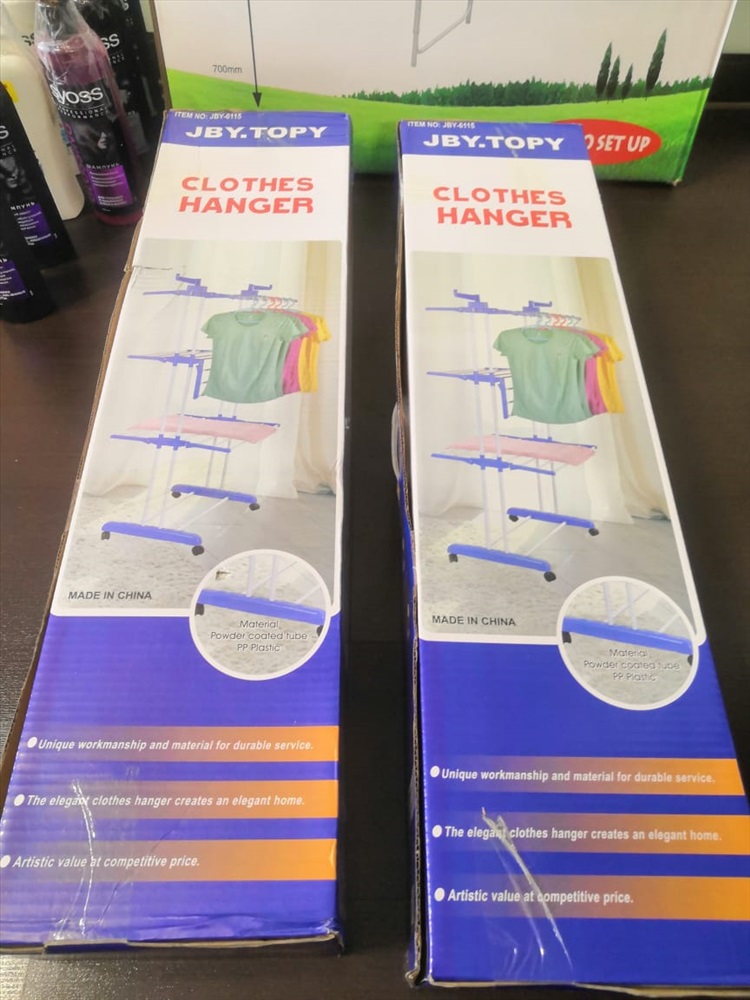 700mm
YOSS
PROFESSIONAL
ШАМПУНЬ
O SET UP
ITEM NO: JBY-6115
JBY.TOPY
CLOTHES
HANGER
MADE IN CHINA
Material
Powder coated tube
PP Plastic
Unique workmanship and material for durable service.
The elegant clothes hanger creates an elegant home.
Artistic value at competitive price.
ITEM NO: JBY-6115
JBY.TOPY
CLOTHES
HANGER
MADE IN CHINA
Material
Powder coated tube
PP Plastic
Unique workmanship and material for durable service.
The elegant clothes hanger creates an elegant home.
Artistic value at competitive price.